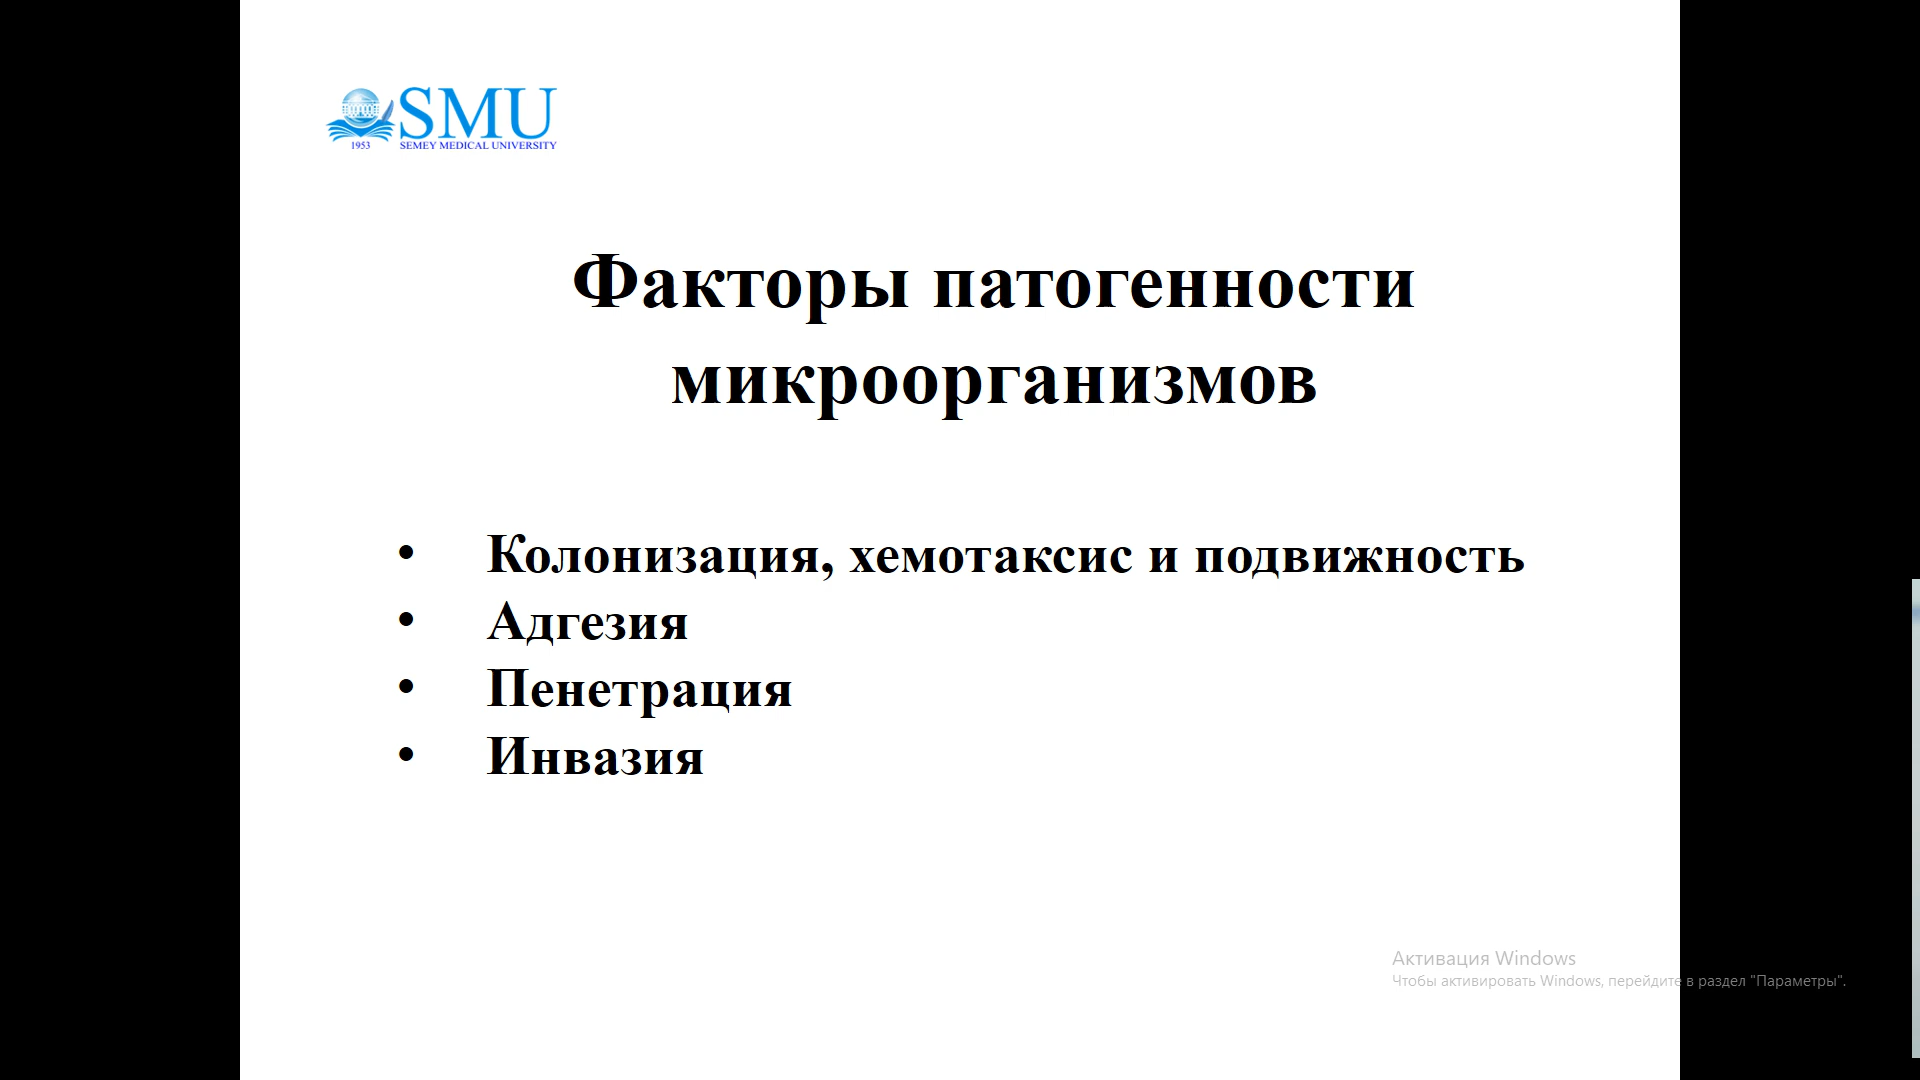 SMU
1953
SEMEY MEDICAL UNIVERSITY
Факторы патогенности
микроорганизмов
• Колонизация, хемотаксис и подвижность
• Адгезия
• Пенетрация
• Инвазия
Активация Windows
Чтобы активировать Windows, перейдите в раздел "Параметры".